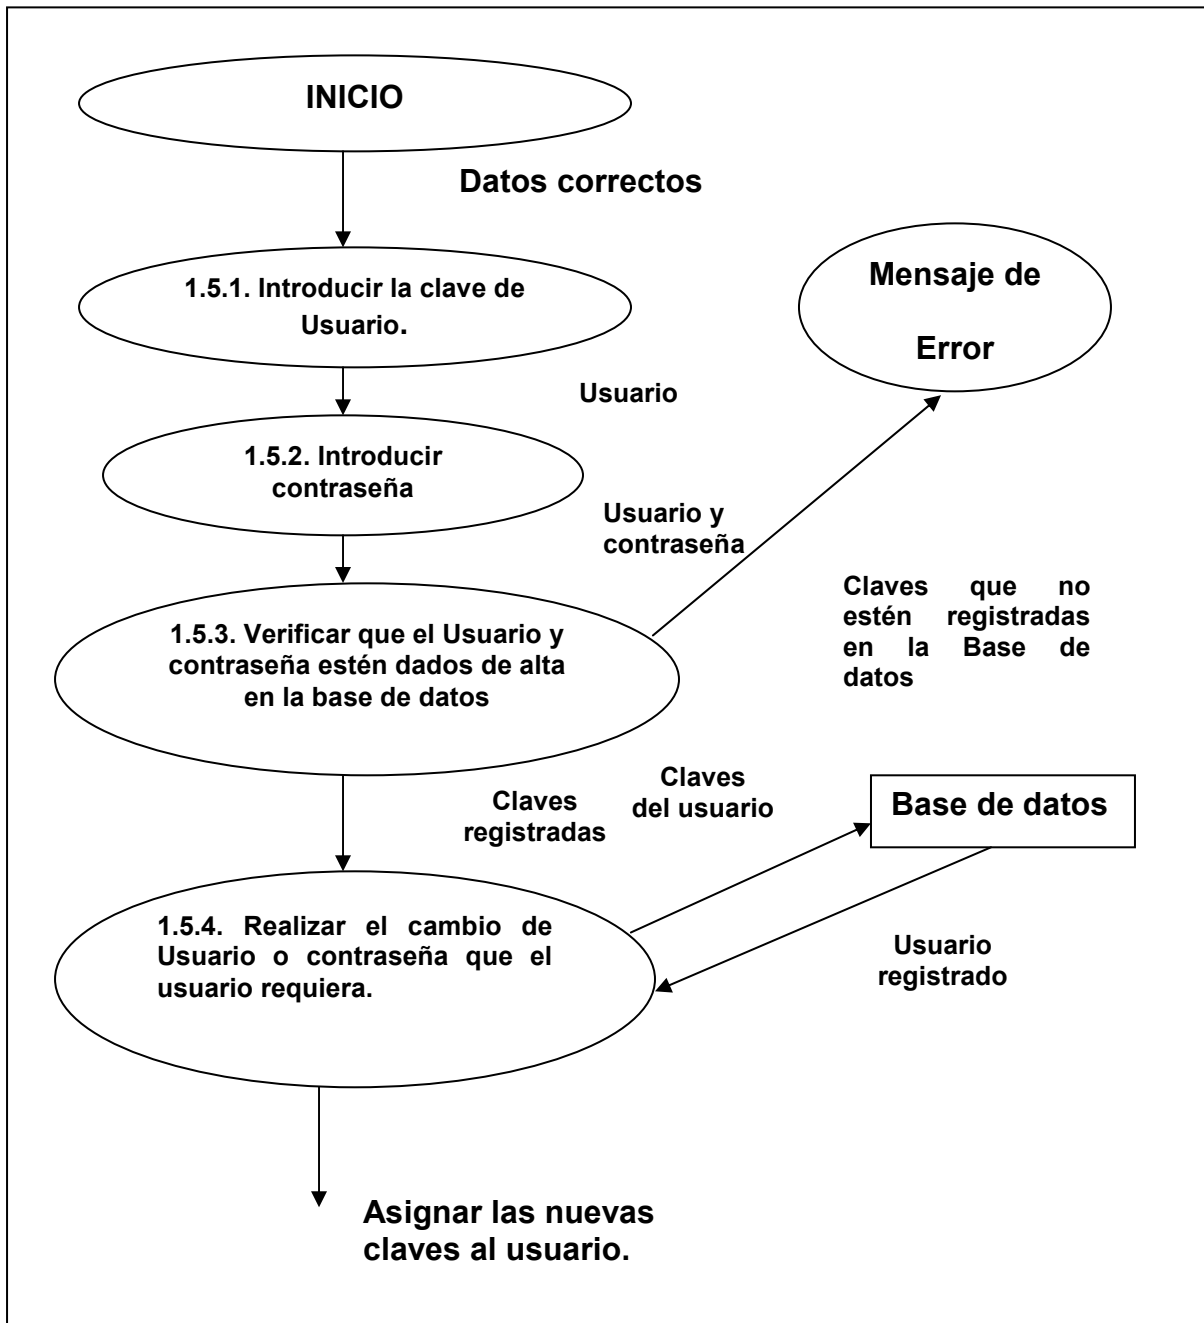 INICIO
Datos correctos
1.5.1. Introducir la clave de
Usuario.
Mensaje de
Error
Usuario
1.5.2. Introducir
contraseña
Usuario y
contraseña
Claves que no
estén registradas
en la Base de
datos
1.5.3. Verificar que el Usuario y
contraseña estén dados de alta
en la base de datos
Claves
registradas
Claves
del usuario
Base de datos
1.5.4. Realizar el cambio de
Usuario o contraseña que el
usuario requiera.
Usuario
registrado
Asignar las nuevas
claves al usuario.